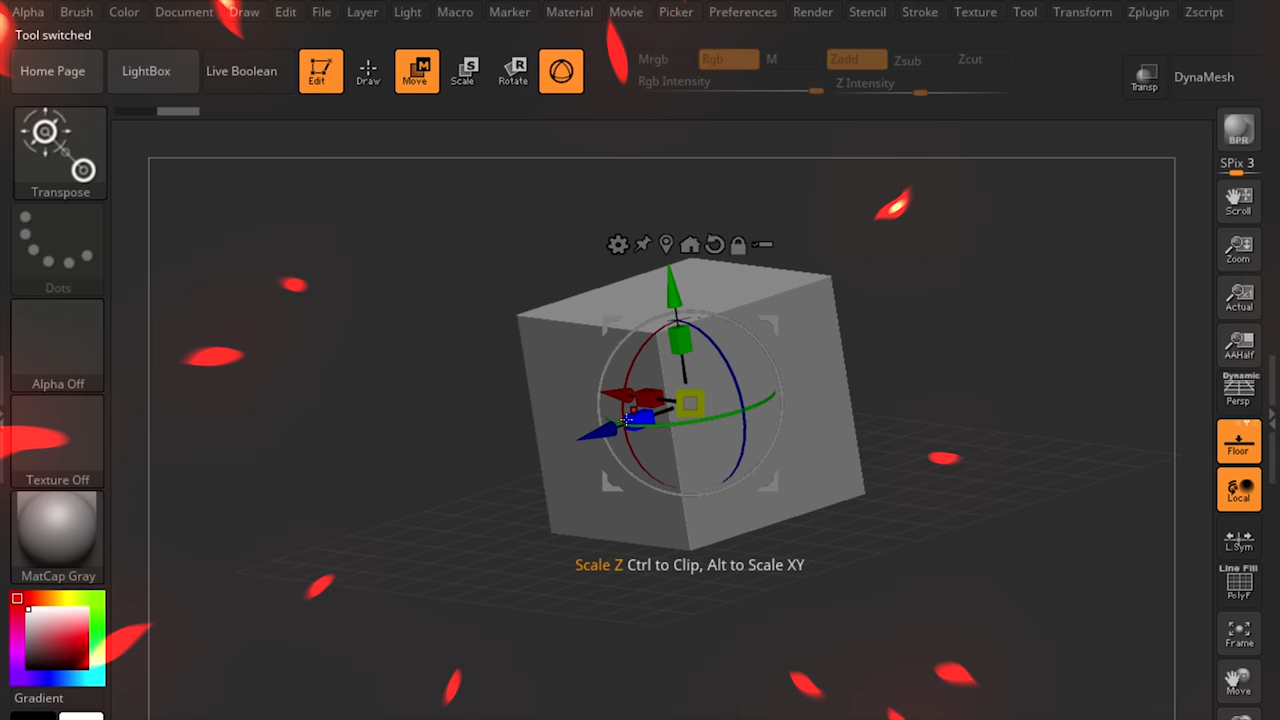 Alpha Brush Color Document Draw Edit File Layer Light Macro Marker Material Movie Picker Preferences Render Stencil Stroke Texture Tool Transform Zplugin Zscript
Tool switched
Home Page LightBox Live Boolean Edit Draw Move M Scale S Rotate R Mrgb Rgb M Zadd Zsub Zcut
Rgb Intensity Z Intensity Transp DynaMesh
Transpose
Dots
Alpha Off
Texture Off
MatCap Gray
Gradient
BPR
SPix 3
Scroll
Zoom
Actual
AAHalf
Dynamic
Persp
Floor
Local
L.Sym
Line Fill
PolyF
Frame
Move
Scale Z Ctrl to Clip, Alt to Scale XY